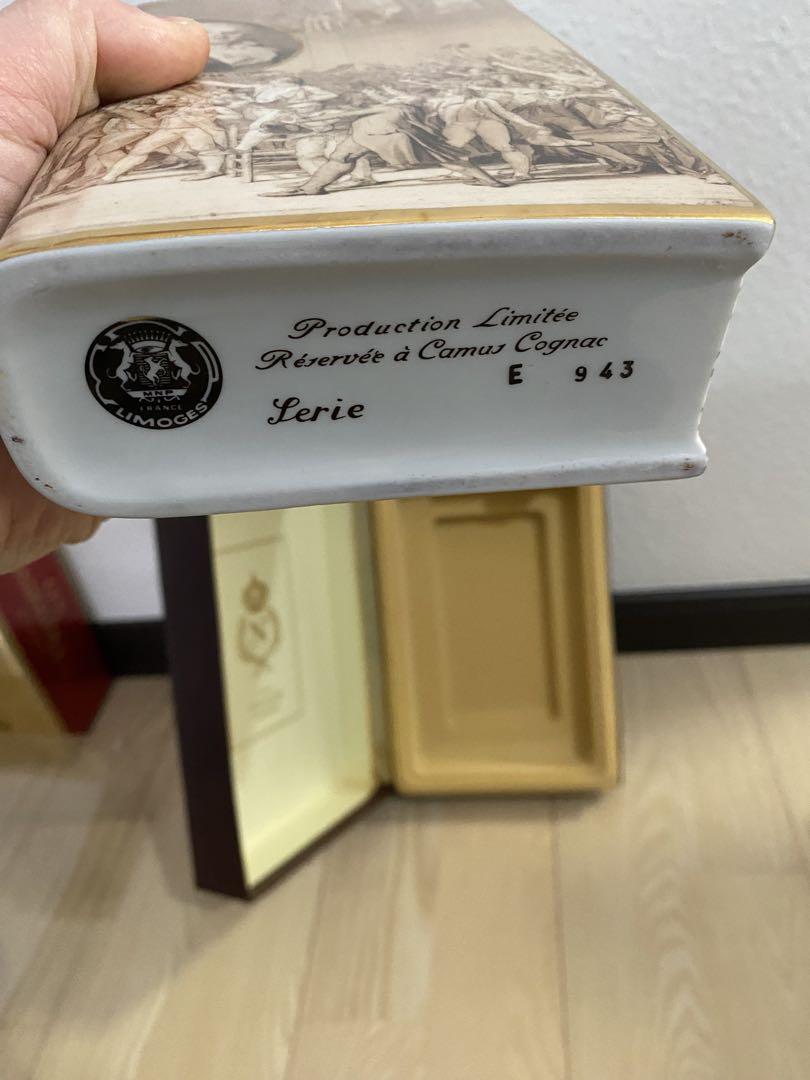 Production Limitée
Réservée à Camus Cognac
E 943
Serie
MNP
FRANCE
LIMOGES